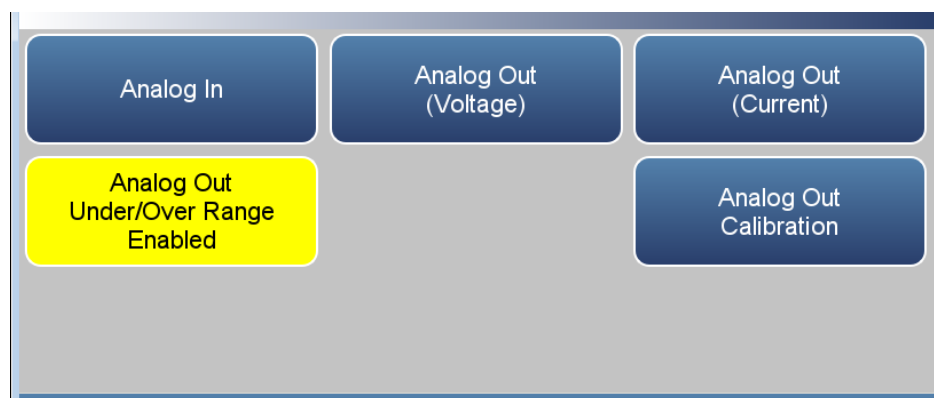 Analog In
Analog Out
(Voltage)
Analog Out
(Current)
Analog Out
Under/Over Range
Enabled
Analog Out
Calibration